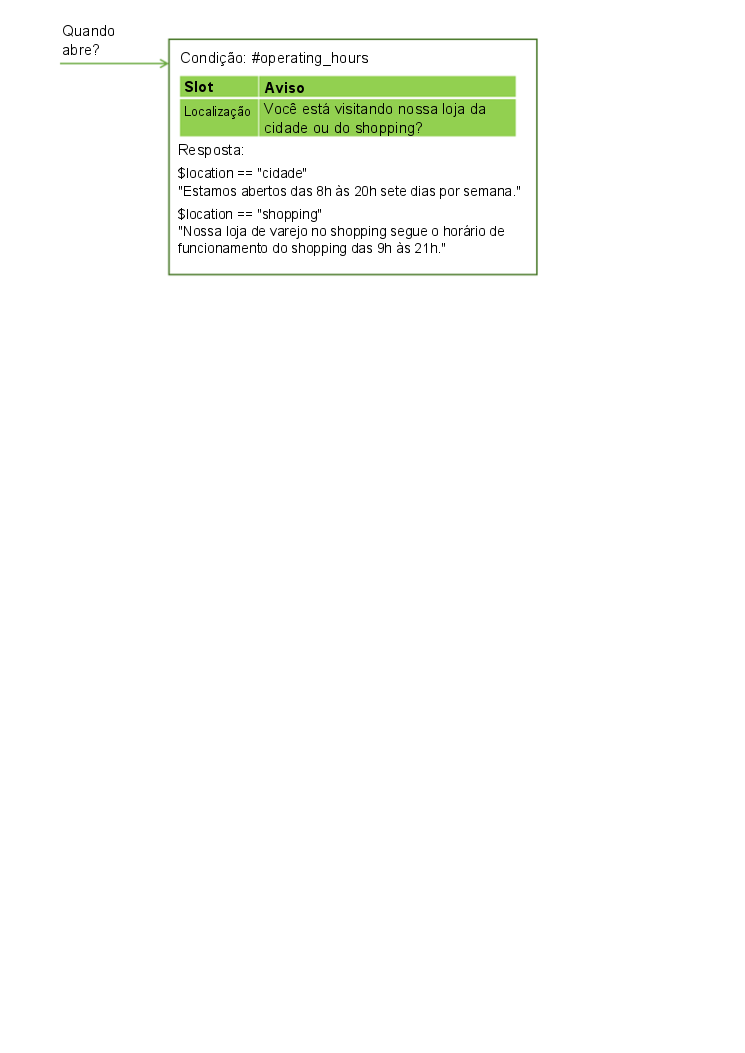 Quando
abre?
Condição: #operating_hours
Slot Aviso
Localização Você está visitando nossa loja da
cidade ou do shopping?
Resposta:
$location == "cidade"
"Estamos abertos das 8h às 20h sete dias por semana."
$location == "shopping"
"Nossa loja de varejo no shopping segue o horário de
funcionamento do shopping das 9h às 21h."